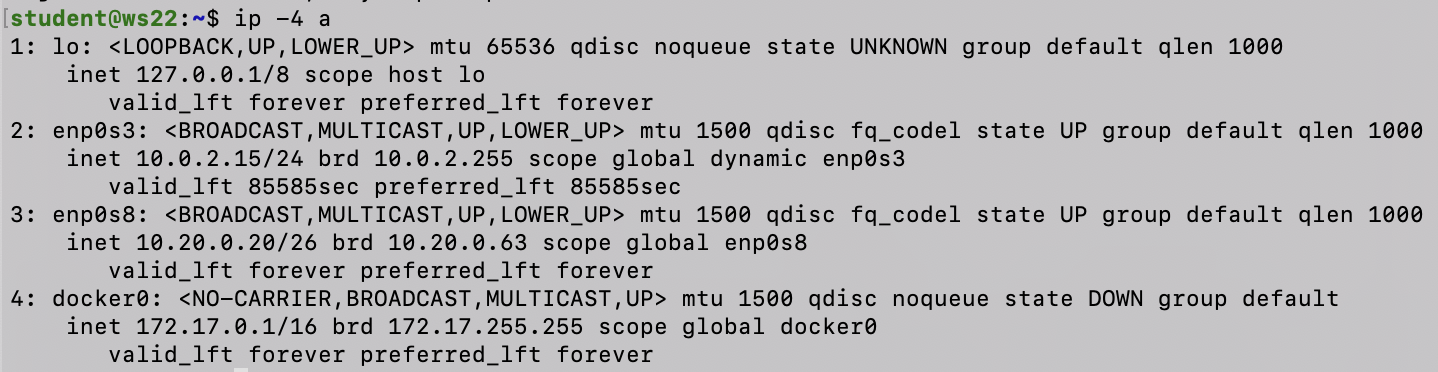 [student@ws22:~$ ip -4 a
1: lo: <LOOPBACK,UP,LOWER_UP> mtu 65536 qdisc noqueue state UNKNOWN group default qlen 1000
    inet 127.0.0.1/8 scope host lo
       valid_lft forever preferred_lft forever
2: enp0s3: <BROADCAST,MULTICAST,UP,LOWER_UP> mtu 1500 qdisc fq_codel state UP group default qlen 1000
    inet 10.0.2.15/24 brd 10.0.2.255 scope global dynamic enp0s3
       valid_lft 85585sec preferred_lft 85585sec
3: enp0s8: <BROADCAST,MULTICAST,UP,LOWER_UP> mtu 1500 qdisc fq_codel state UP group default qlen 1000
    inet 10.20.0.20/26 brd 10.20.0.63 scope global enp0s8
       valid_lft forever preferred_lft forever
4: docker0: <NO-CARRIER,BROADCAST,MULTICAST,UP> mtu 1500 qdisc noqueue state DOWN group default
    inet 172.17.0.1/16 brd 172.17.255.255 scope global docker0
       valid_lft forever preferred_lft forever